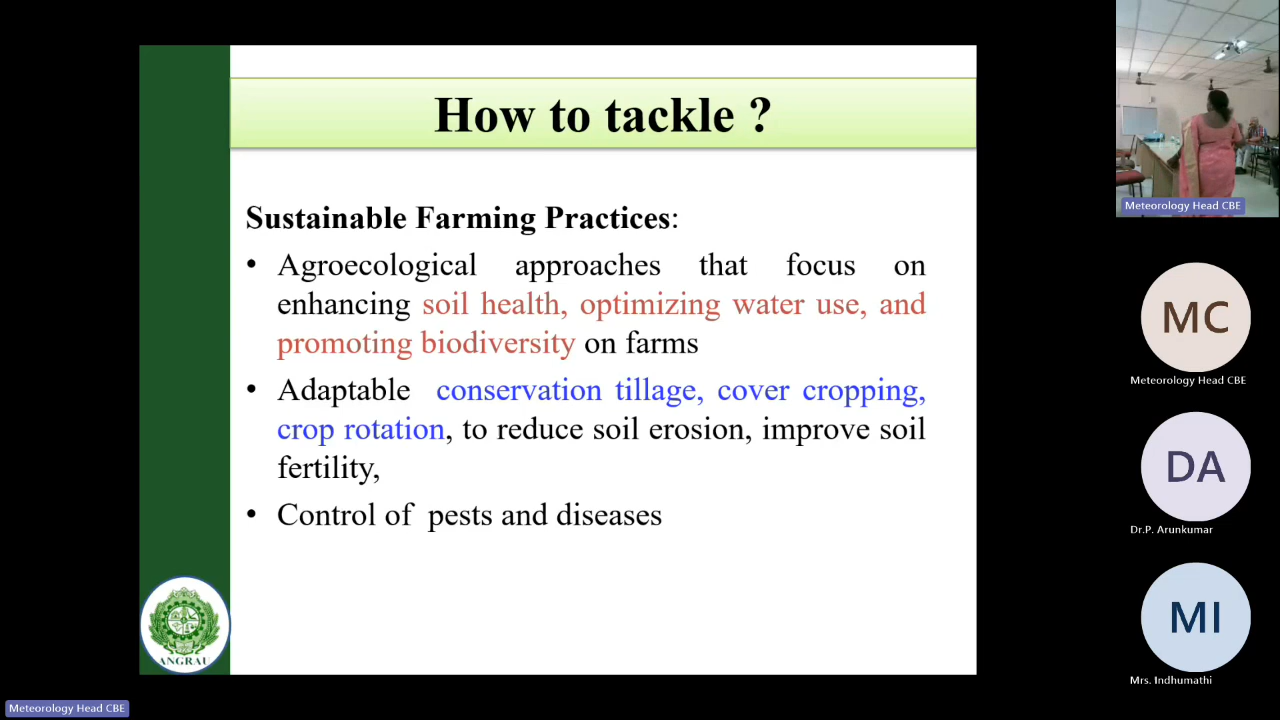 How to tackle ?
Sustainable Farming Practices:
• Agroecological approaches that focus on
enhancing soil health, optimizing water use, and
promoting biodiversity on farms
• Adaptable conservation tillage, cover cropping,
crop rotation, to reduce soil erosion, improve soil
fertility,
• Control of pests and diseases
ANGRAU
Meteorology Head CBE
Meteorology Head CBE
MC
Meteorology Head CBE
DA
Dr.P. Arunkumar
MI
Mrs. Indhumathi